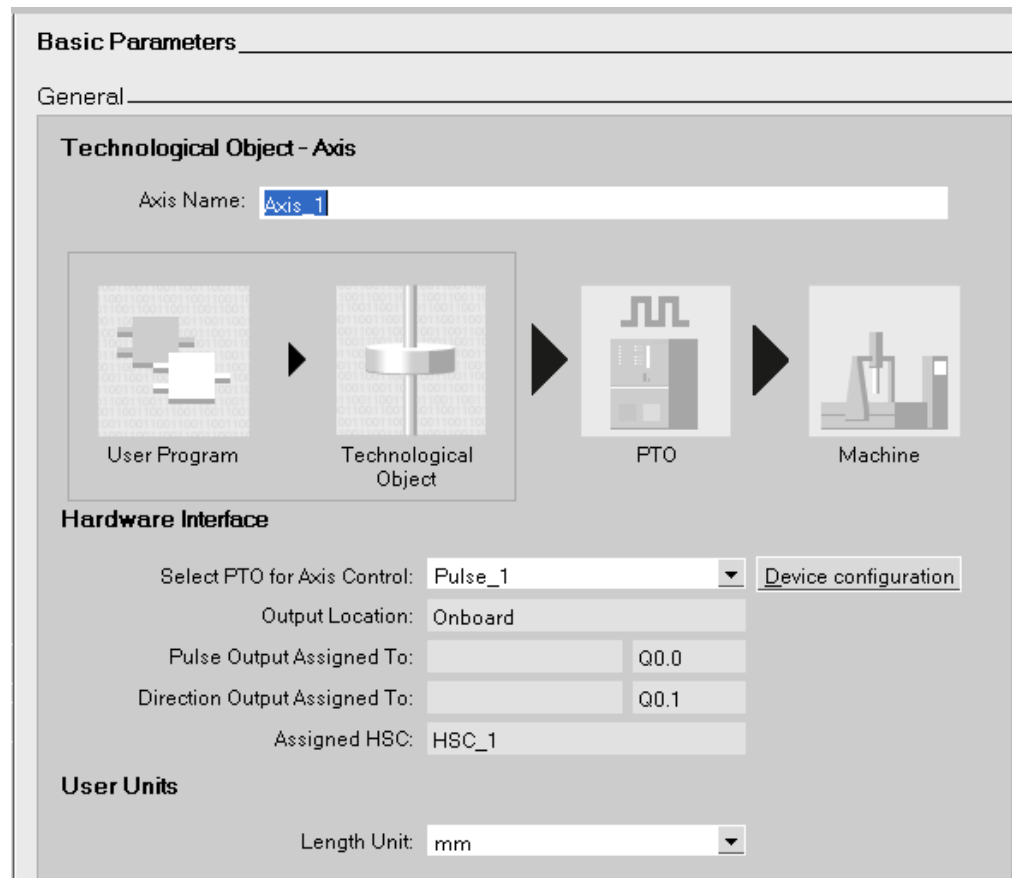 Basic Parameters
General
Technological Object - Axis
Axis Name: Axis_1
User Program
Technological
Object
PTO
Machine
Hardware Interface
Select PTO for Axis Control: Pulse_1 Device configuration
Output Location: Onboard
Pulse Output Assigned To: Q0.0
Direction Output Assigned To: Q0.1
Assigned HSC: HSC_1
User Units
Length Unit: mm